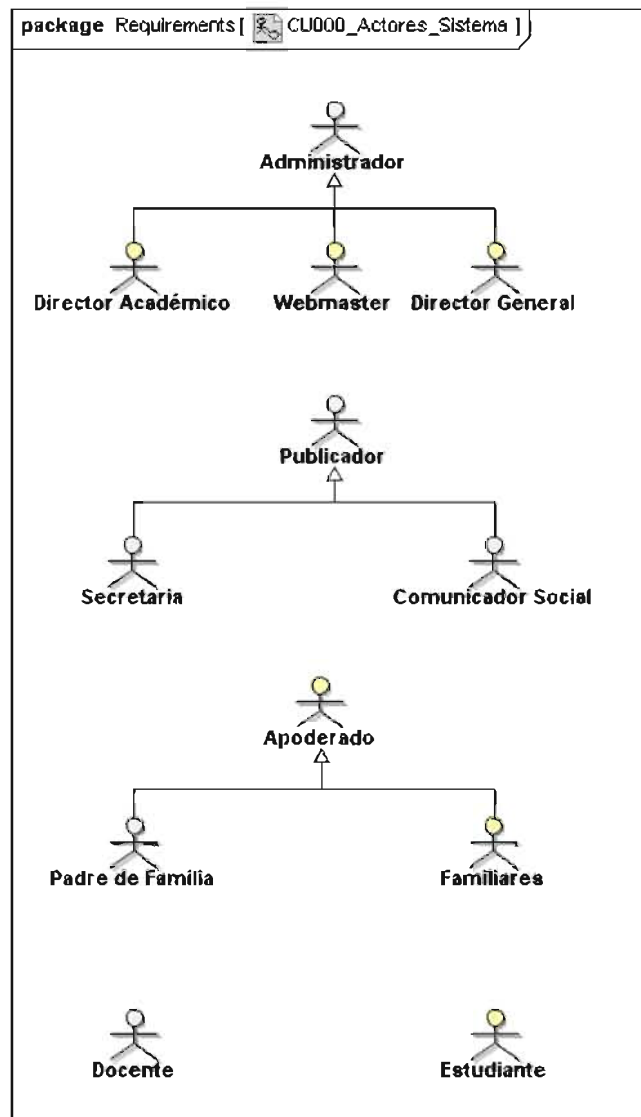 package Requirements [ CU000_Actores_Sistema ]
Administrador
Director Académico Webmaster Director General
Publicador
Secretaria Comunicador Social
Apoderado
Padre de Familia Familiares
Docente Estudiante